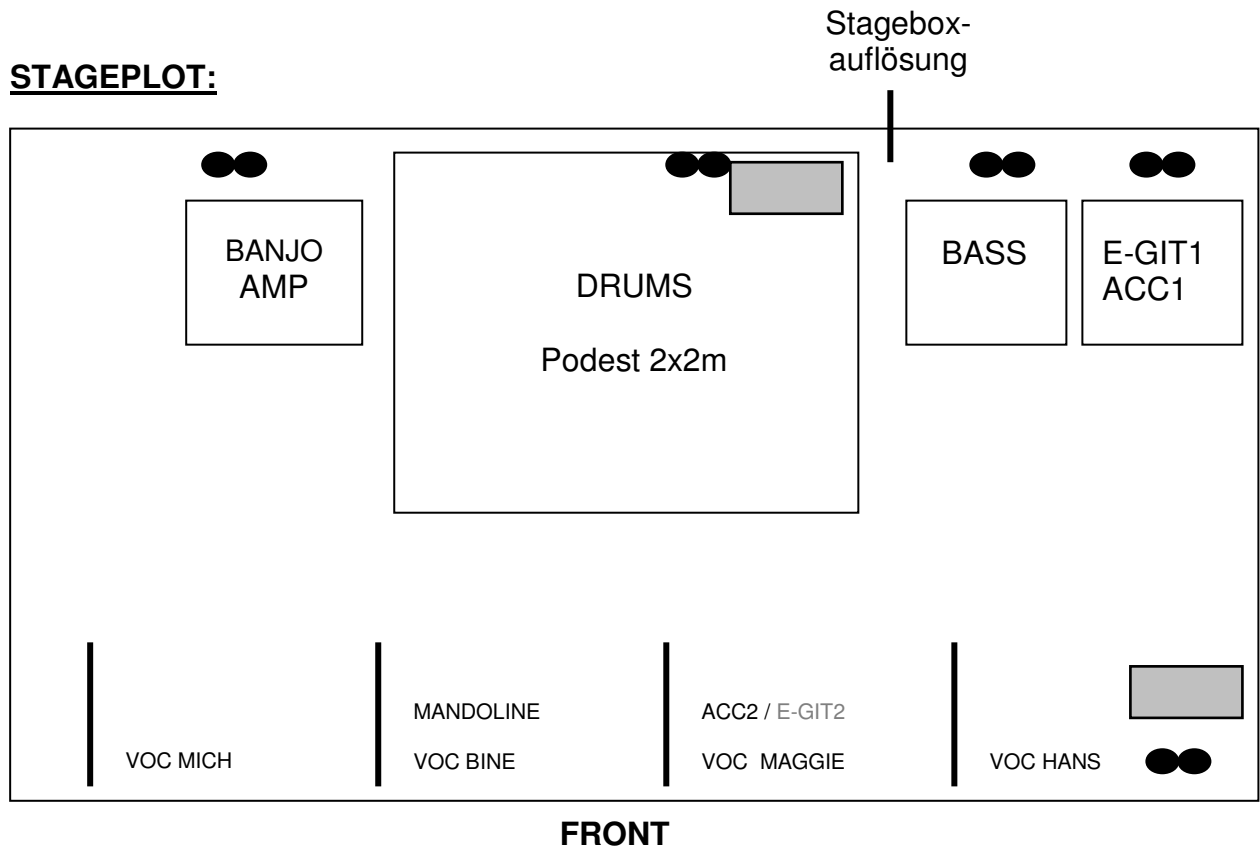 Stagebox-
auflösung
STAGEPLOT:
BANJO
AMP
DRUMS
Podest 2x2m
BASS
E-GIT1
ACC1
MANDOLINE
ACC2 / E-GIT2
VOC MICH
VOC BINE
VOC MAGGIE
VOC HANS
FRONT